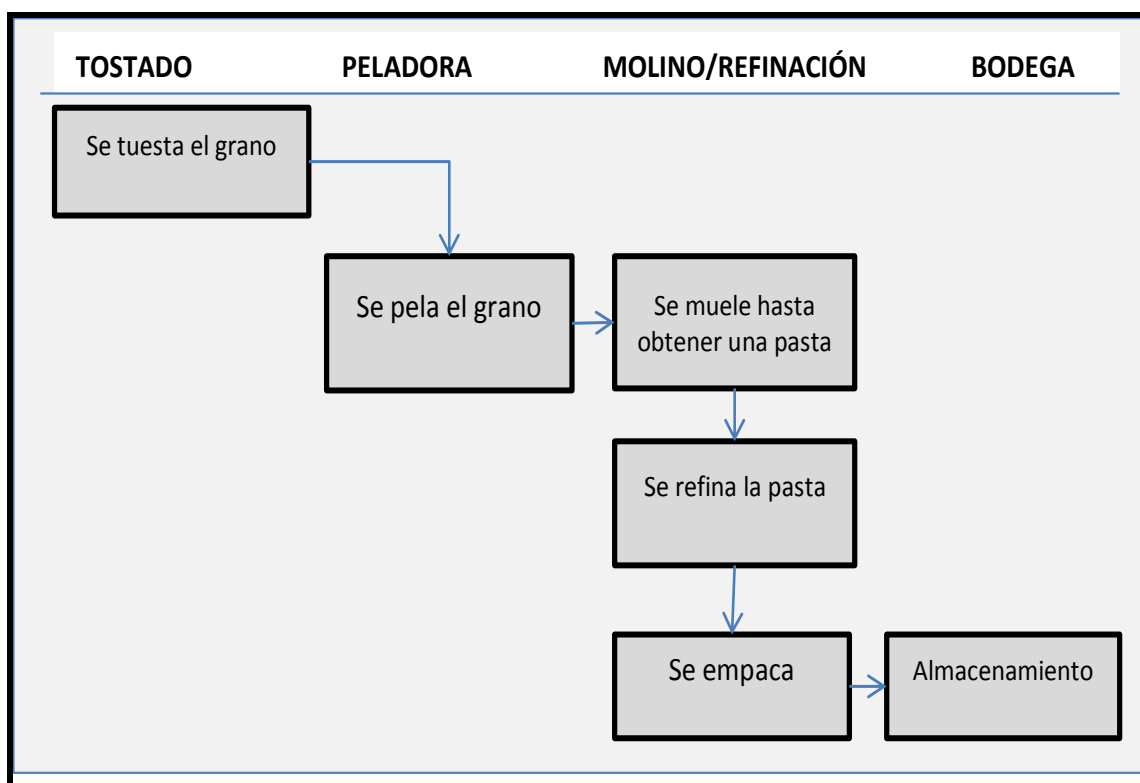 TOSTADO PELADORA MOLINO/REFINACIÓN BODEGA
Se tuesta el grano
Se pela el grano
Se muele hasta
obtener una pasta
Se refina la pasta
Se empaca
Almacenamiento